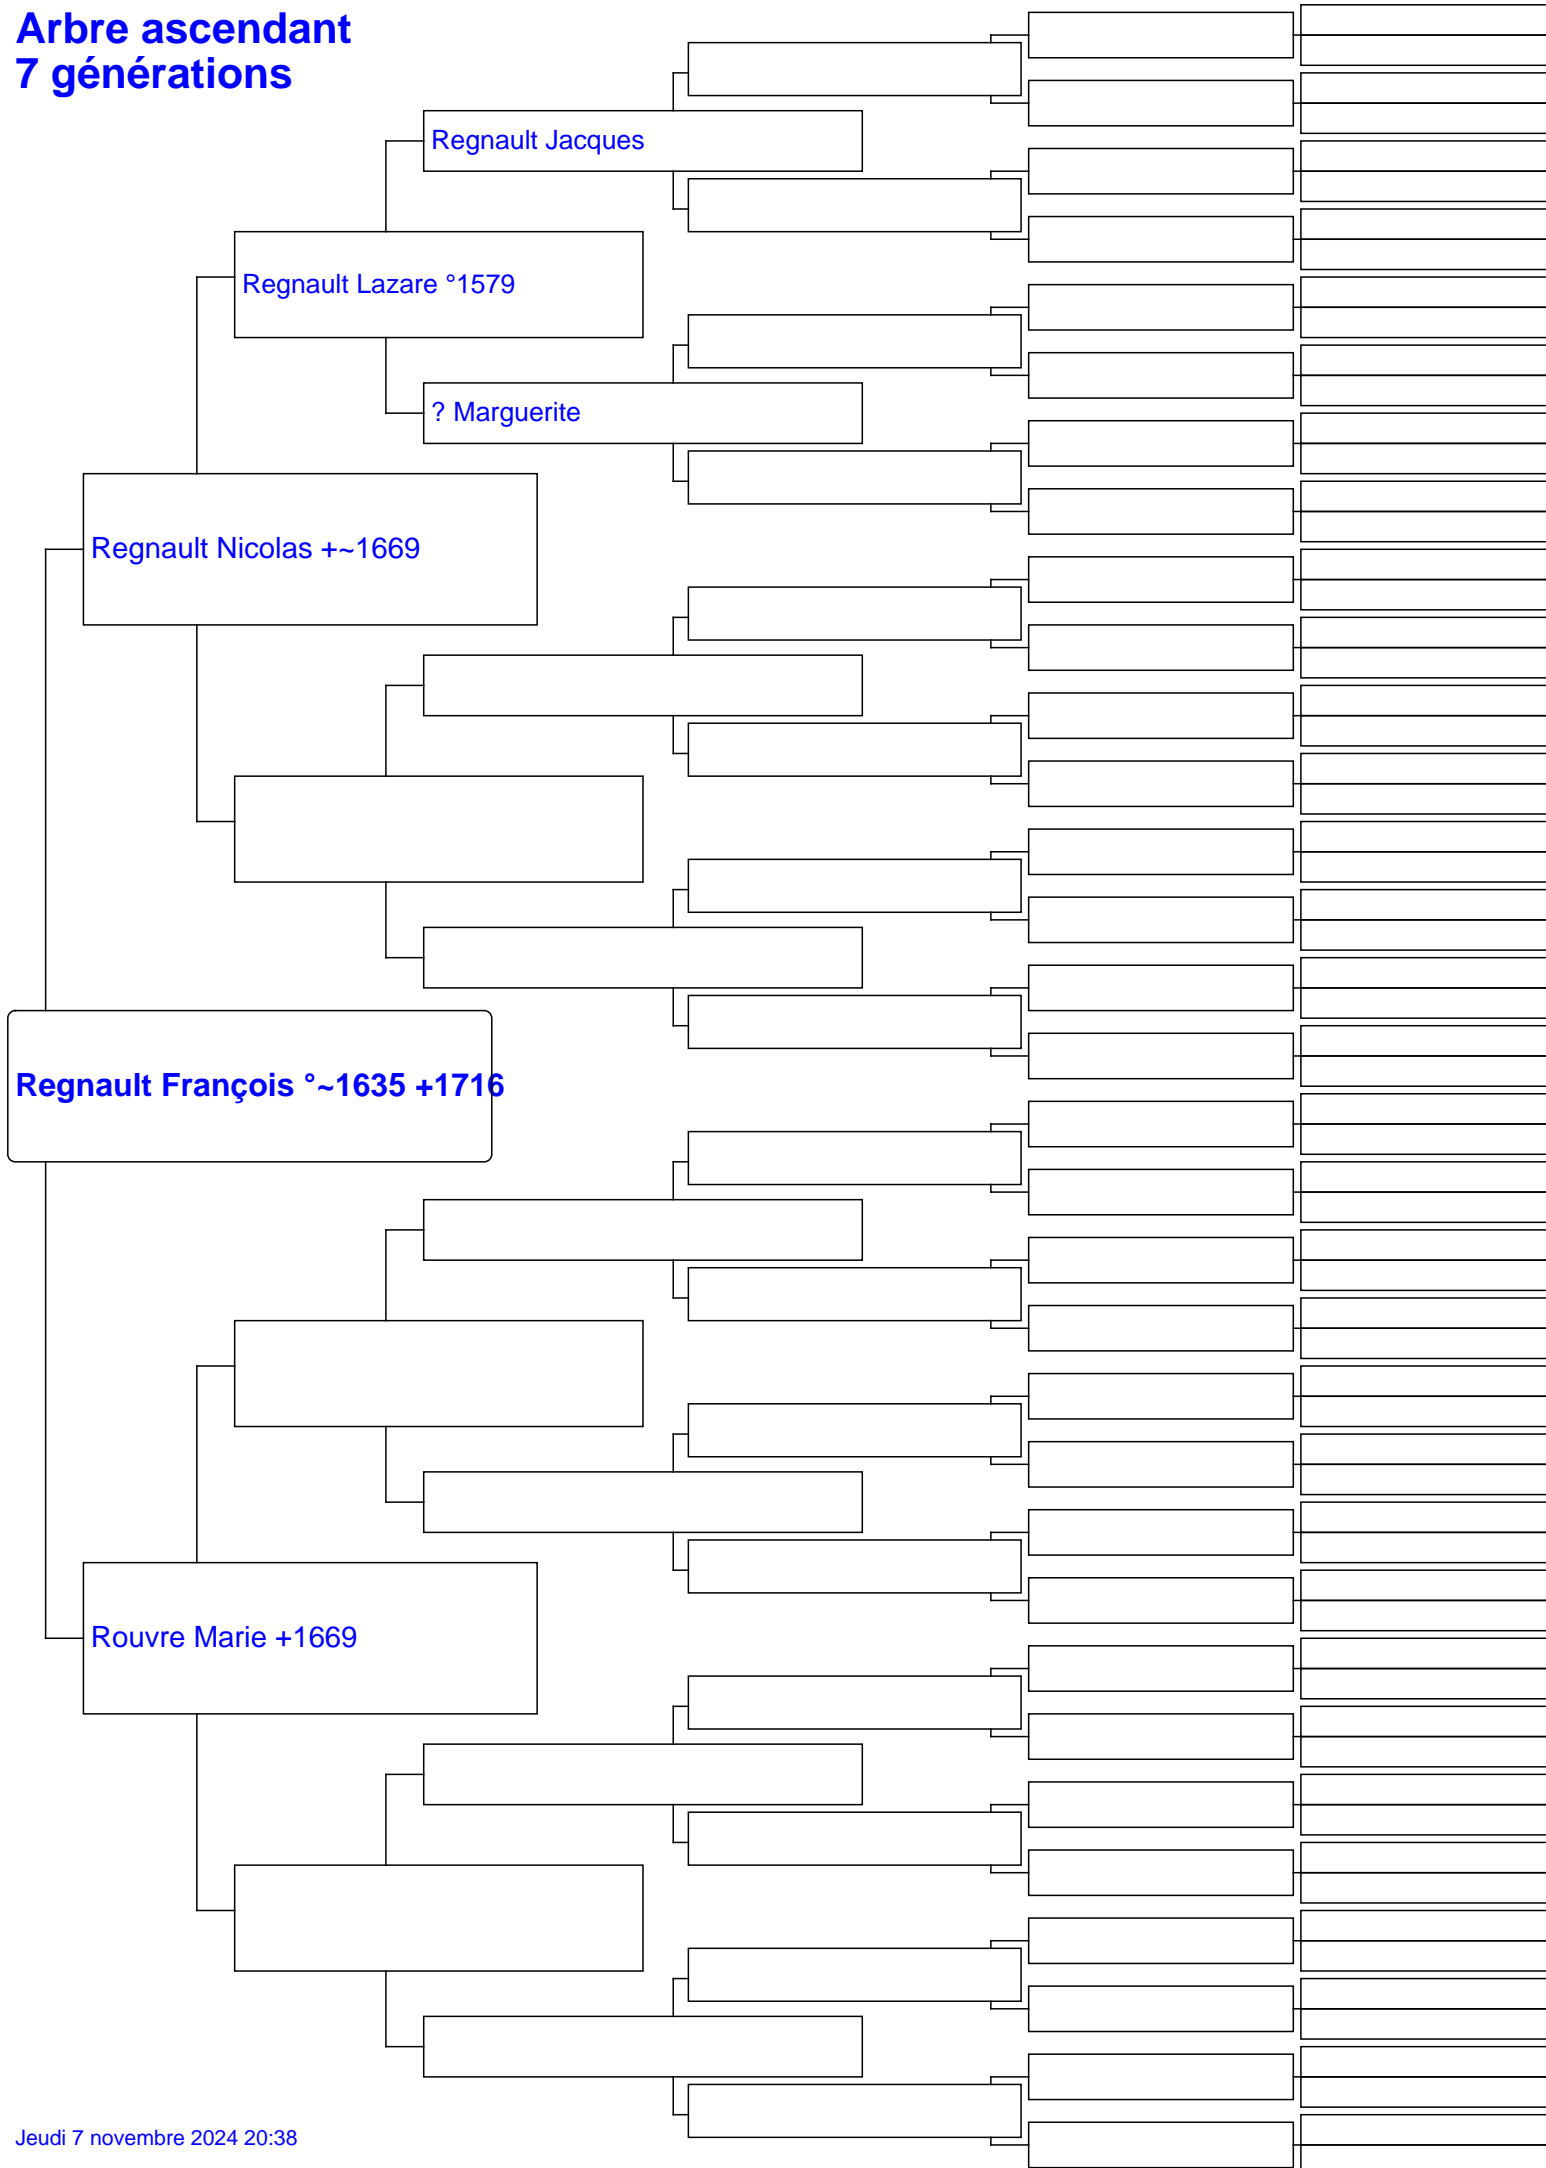 Arbre ascendant
7 générations
Regnault Jacques
Regnault Lazare °1579
? Marguerite
Regnault Nicolas +~1669
Regnault François °~1635 +1716
Rouvre Marie +1669
Jeudi 7 novembre 2024 20:38